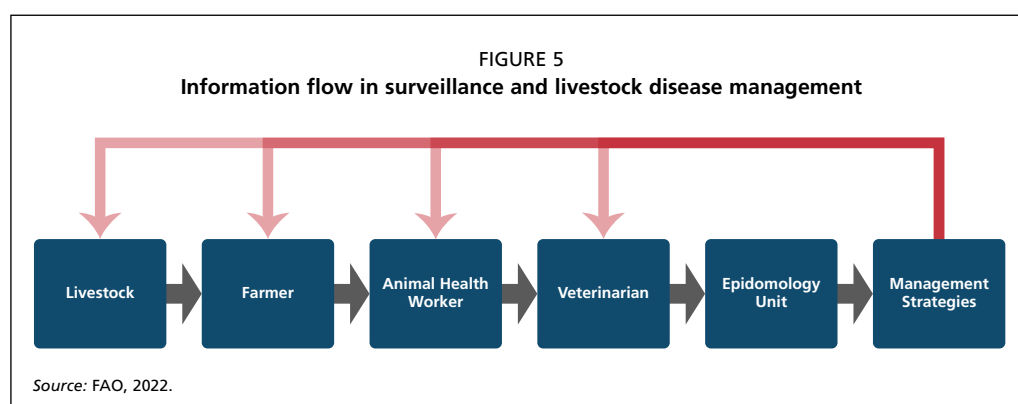 FIGURE 5
Information flow in surveillance and livestock disease management
Livestock
Farmer
Animal Health
Worker
Veterinarian
Epidomology
Unit
Management
Strategies
Source: FAO, 2022.